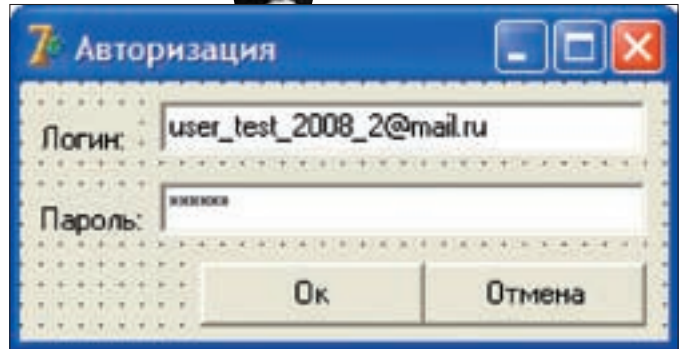 Авторизация
Логин: user_test_2008_2@mail.ru
Пароль: ******
Ок Отмена